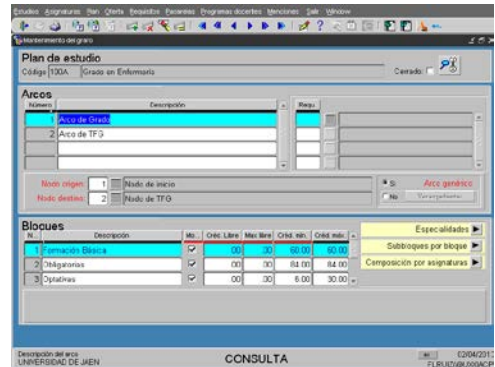 Estudios Asignaturas Plan Oferta Requisitos Pasarelas Programas docentes Menciones Salir Window
Mantenimiento del grafo
Plan de estudio
Código 100A Grado en Enfermería Cerrado:
Arcos
Número Descripción Requ
1 Arco de Grado
2 Arco de TFG
Nodo origen: 1 Nodo de inicio Si Arco genérico
Nodo destino: 2 Nodo de TFG No
Bloques
N... Descripción Mo... Créd. Libre Max libre Créd. mín. Créd. máx. Especialidades
1 Formación Básica .00 .00 60.00 60.00 Subbloques por bloque
2 Obligatorias .00 .00 84.00 84.00 Composición por asignaturas
3 Optativas .00 .00 6.00 30.00
Descripción del arco
UNIVERSIDAD DE JAEN CONSULTA